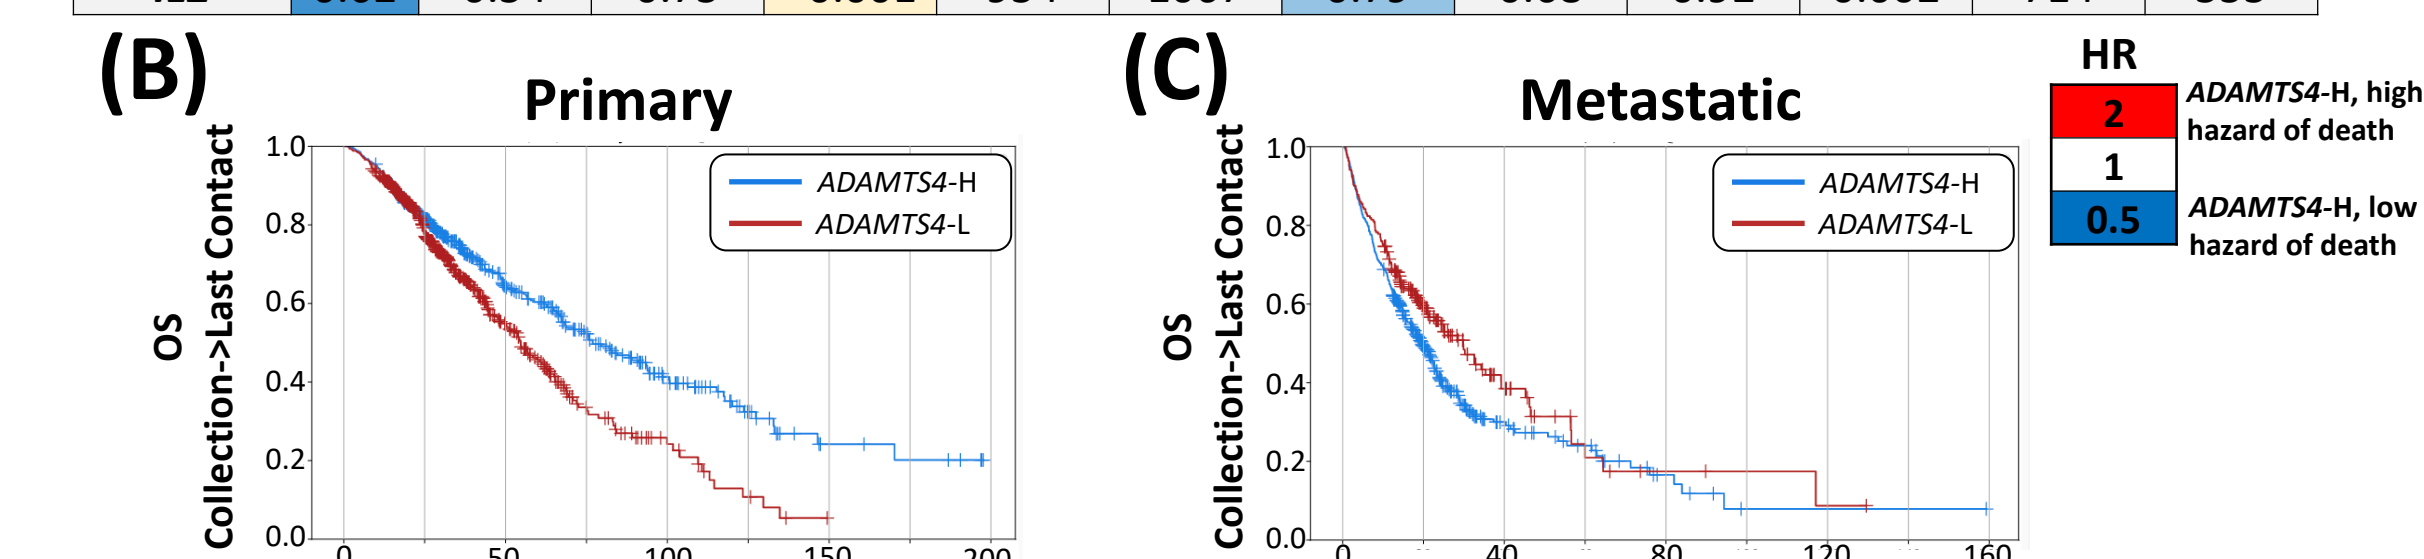 (B)
Primary
OS
Collection->Last Contact
1.0
0.8
0.6
0.4
0.2
0.0
0 50 100 150 200
ADAMTS4-H
ADAMTS4-L
(C)
Metastatic
OS
Collection->Last Contact
1.0
0.8
0.6
0.4
0.2
0.0
0 40 80 120 160
ADAMTS4-H
ADAMTS4-L
HR
2
1
0.5
ADAMTS4-H, high
hazard of death
ADAMTS4-H, low
hazard of death